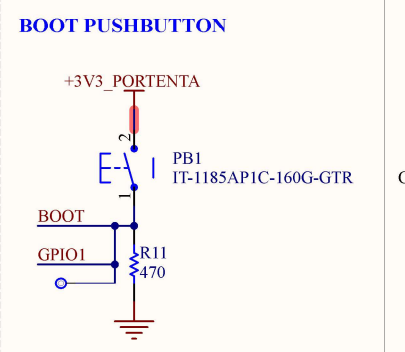 BOOT PUSHBUTTON
+3V3_PORTENTA
2
PB1
IT-1185AP1C-160G-GTR
1
BOOT
GPIO1
R11
470